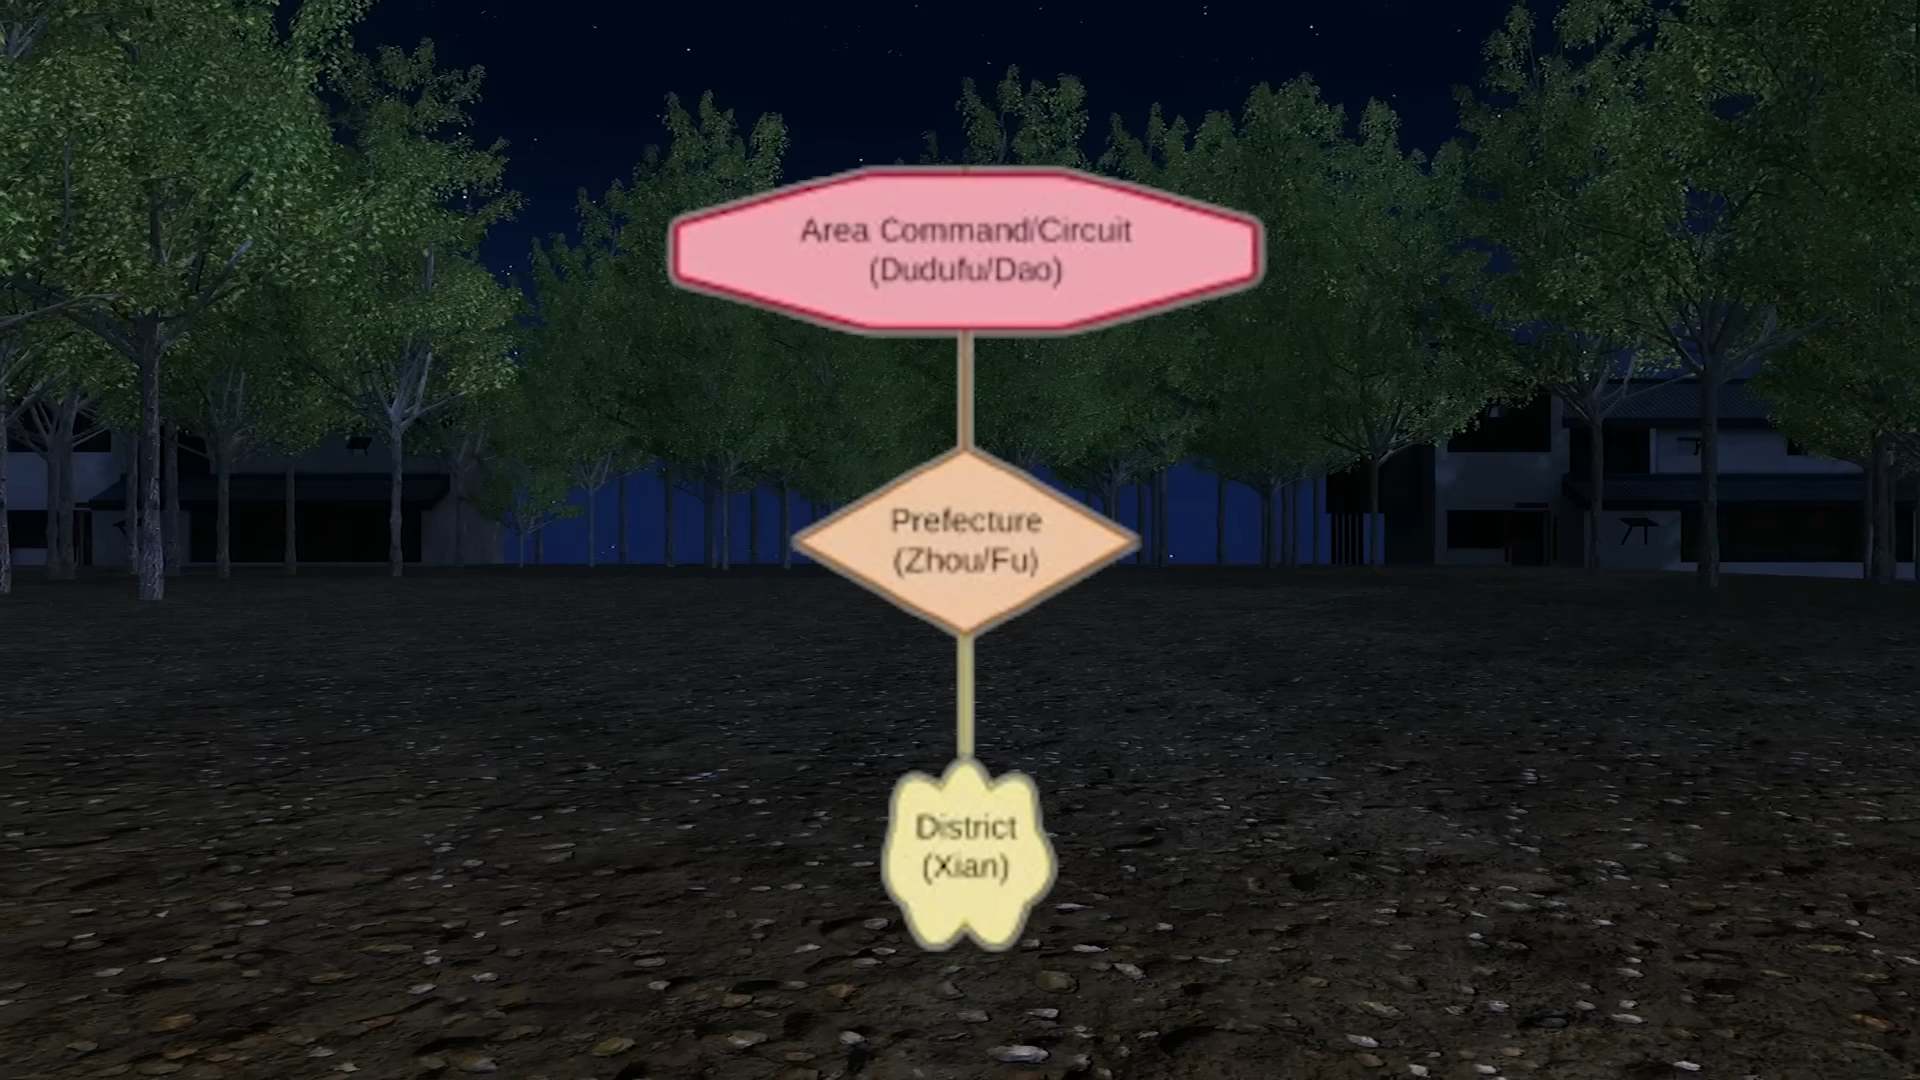 Area Command/Circuit
(Dudufu/Dao)
Prefecture
(Zhou/Fu)
District
(Xian)